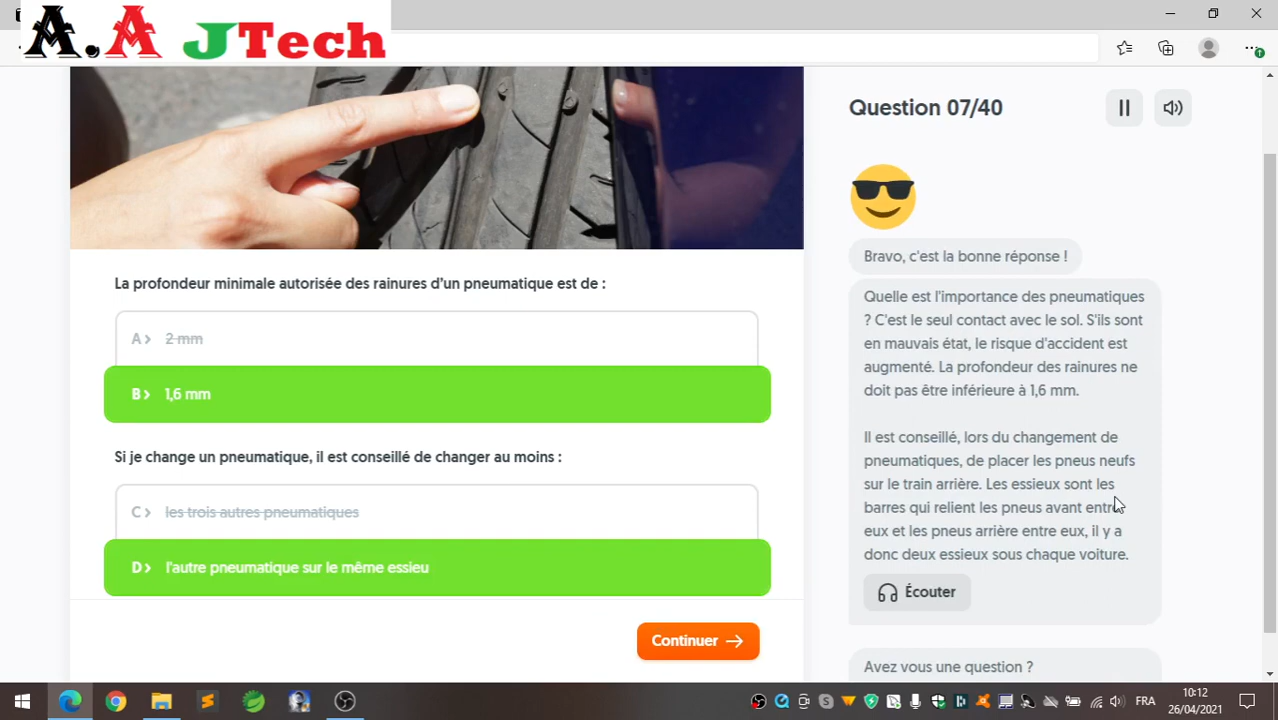 A.A JTech
Question 07/40
Bravo, c'est la bonne réponse !
La profondeur minimale autorisée des rainures d'un pneumatique est de :
A > 2 mm
B > 1,6 mm
Si je change un pneumatique, il est conseillé de changer au moins :
C > les trois autres pneumatiques
D > l'autre pneumatique sur le même essieu
Continuer →
Quelle est l'importance des pneumatiques
? C'est le seul contact avec le sol. S'ils sont
en mauvais état, le risque d'accident est
augmenté. La profondeur des rainures ne
doit pas être inférieure à 1,6 mm.
Il est conseillé, lors du changement de
pneumatiques, de placer les pneus neufs
sur le train arrière. Les essieux sont les
barres qui relient les pneus avant entre
eux et les pneus arrière entre eux, il y a
donc deux essieux sous chaque voiture.
Écouter
Avez vous une question ?
FRA
10:12
26/04/2021